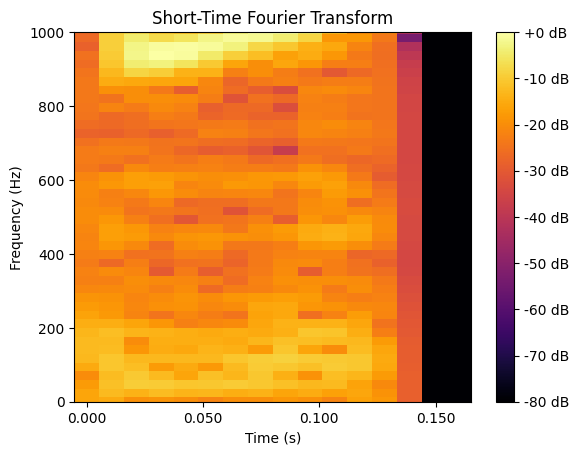 Short-Time Fourier Transform
1000
800
600
400
200
0
Frequency (Hz)
0.000
0.050
0.100
0.150
Time (s)
+0 dB
-10 dB
-20 dB
-30 dB
-40 dB
-50 dB
-60 dB
-70 dB
-80 dB